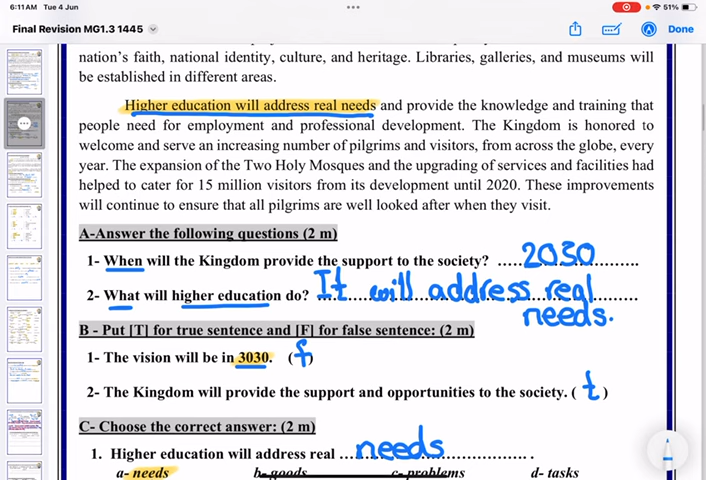 6:11 AM Tue 4 Jun
51%
Final Revision MG1.3 1445
Done
nation's faith, national identity, culture, and heritage. Libraries, galleries, and museums will
be established in different areas.
Higher education will address real needs and provide the knowledge and training that
people need for employment and professional development. The Kingdom is honored to
welcome and serve an increasing number of pilgrims and visitors, from across the globe, every
year. The expansion of the Two Holy Mosques and the upgrading of services and facilities had
helped to cater for 15 million visitors from its development until 2020. These improvements
will continue to ensure that all pilgrims are well looked after when they visit.
A-Answer the following questions (2 m)
1- When will the Kingdom provide the support to the society? ..... 2030 .........
2- What will higher education do? It will address real
needs.
B - Put [T] for true sentence and [F] for false sentence: (2 m)
1- The vision will be in 3030. (f)
2- The Kingdom will provide the support and opportunities to the society. ( t )
C- Choose the correct answer: (2 m)
1. Higher education will address real ... needs .................... .
a- needs b- goods c- problems d- tasks